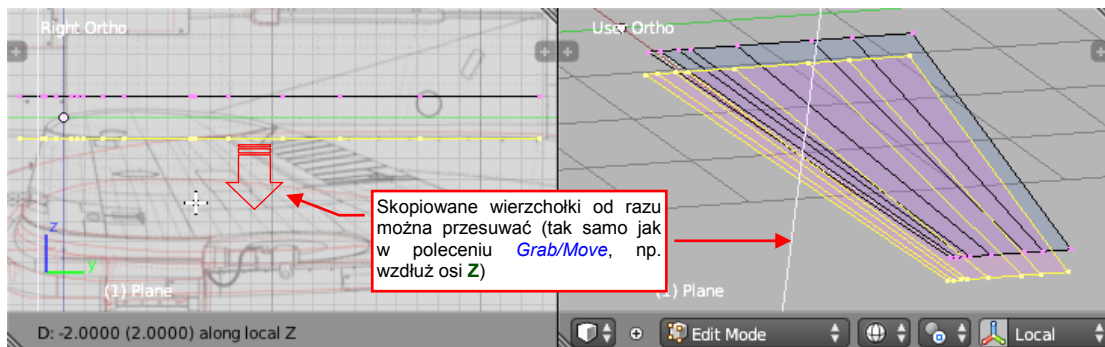 Right Ortho
User Ortho
Skopiowane wierzchołki od razu
można przesuwać (tak samo jak
w poleceniu Grab/Move, np.
wzdłuż osi Z)
z
y
(1) Plane
(1) Plane
D: -2.0000 (2.0000) along local Z
Edit Mode
Local